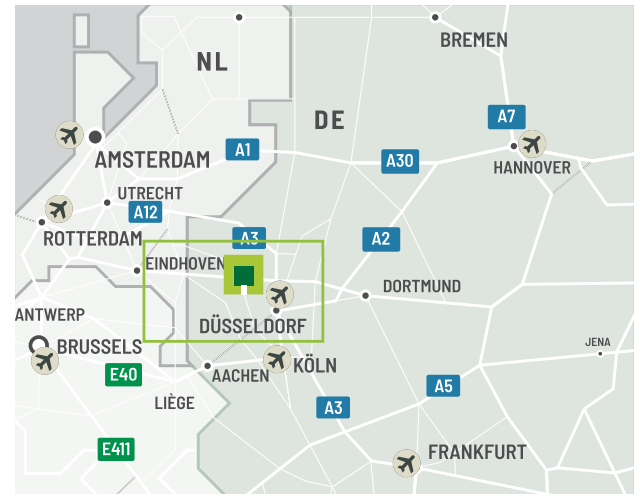 BREMEN
NL
DE
A7
AMSTERDAM
A1
A30
HANNOVER
UTRECHT
A12
ROTTERDAM
A3
A2
EINDHOVEN
DORTMUND
ANTWERP
DÜSSELDORF
BRUSSELS
JENA
KÖLN
AACHEN
E40
A5
LIÈGE
A3
E411
FRANKFURT